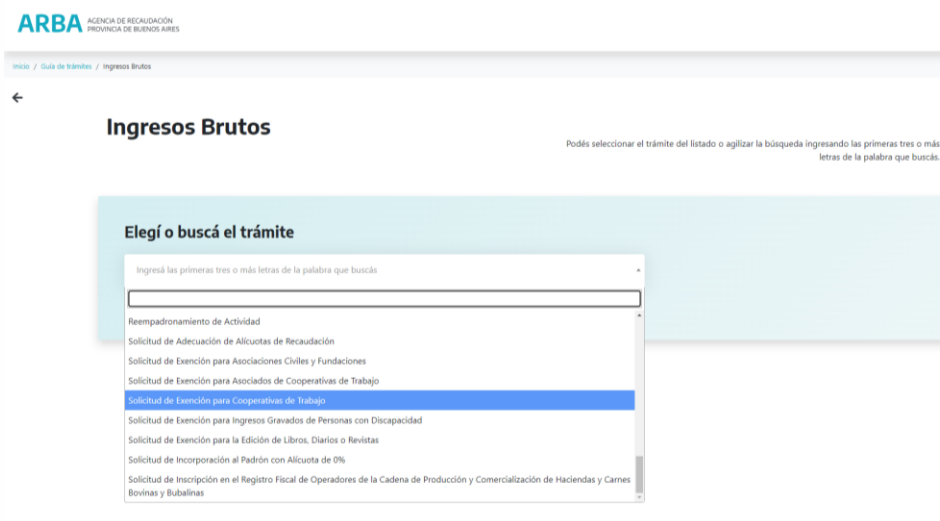 ARBA
AGENCIA DE RECAUDACIÓN
PROVINCIA DE BUENOS AIRES
Inicio / Guía de trámites / Ingresos Brutos
Ingresos Brutos
Podés seleccionar el trámite del listado o agilizar la búsqueda ingresando las primeras tres o más
letras de la palabra que buscás.
Elegí o buscá el trámite
Ingresá las primeras tres o más letras de la palabra que buscás
Reempadronamiento de Actividad
Solicitud de Adecuación de Alícuotas de Recaudación
Solicitud de Exención para Asociaciones Civiles y Fundaciones
Solicitud de Exención para Asociados de Cooperativas de Trabajo
Solicitud de Exención para Cooperativas de Trabajo
Solicitud de Exención para Ingresos Gravados de Personas con Discapacidad
Solicitud de Exención para la Edición de Libros, Diarios o Revistas
Solicitud de Incorporación al Padrón con Alícuota de 0%
Solicitud de Inscripción en el Registro Fiscal de Operadores de la Cadena de Producción y Comercialización de Haciendas y Carnes
Bovinas y Bubalinas